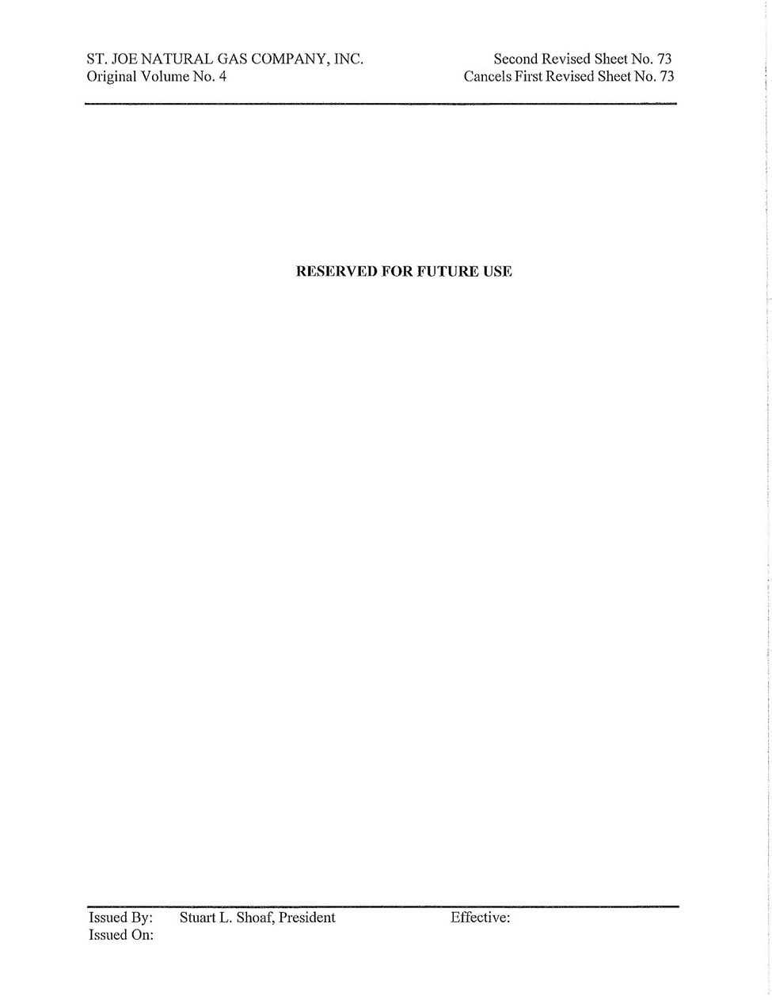 ST. JOE NATURAL GAS COMPANY, INC. Second Revised Sheet No. 73
Original Volume No. 4 Cancels First Revised Sheet No. 73
RESERVED FOR FUTURE USE
Issued By: Stuart L. Shoaf, President Effective:
Issued On: